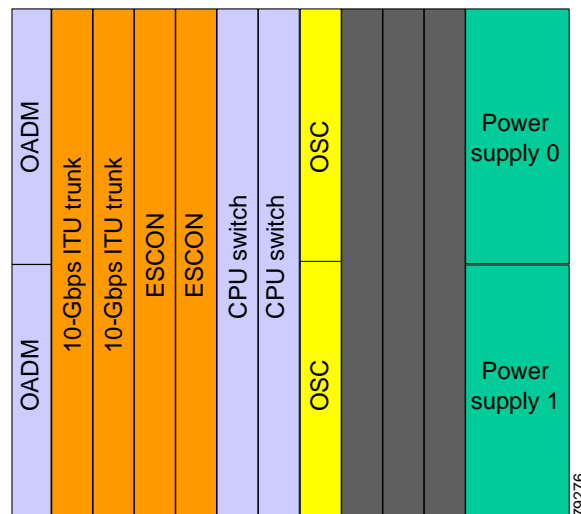 OADM
OADM
10-Gbps ITU trunk
10-Gbps ITU trunk
ESCON
ESCON
CPU switch
CPU switch
OSC
OSC
Power
supply 0
Power
supply 1
79276